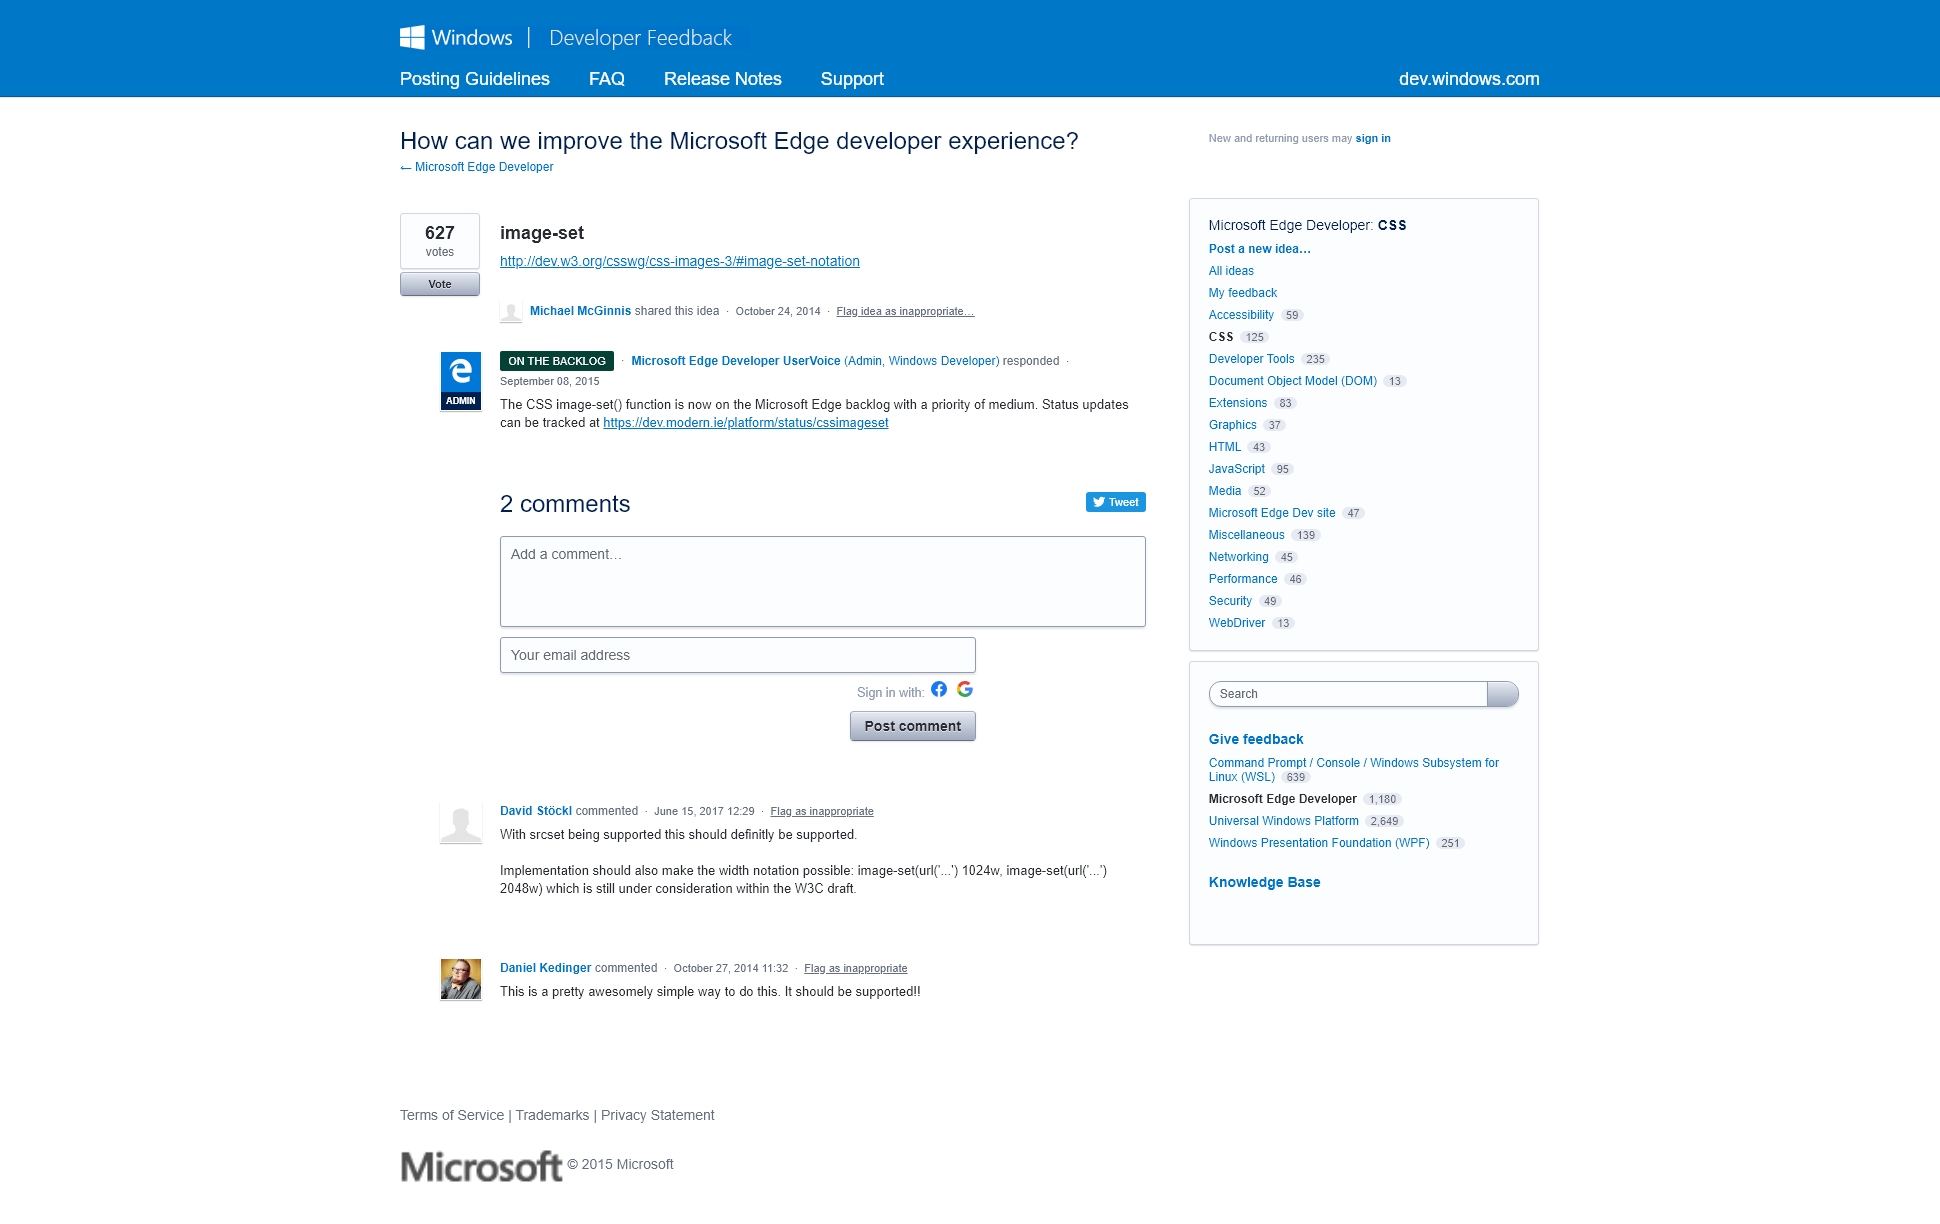 Windows | Developer Feedback
Posting Guidelines FAQ Release Notes Support dev.windows.com
How can we improve the Microsoft Edge developer experience?
← Microsoft Edge Developer
New and returning users may sign in
627
votes
Vote
image-set
http://dev.w3.org/csswg/css-images-3/#image-set-notation
Michael McGinnis shared this idea · October 24, 2014 · Flag idea as inappropriate…
ADMIN
ON THE BACKLOG · Microsoft Edge Developer UserVoice (Admin, Windows Developer) responded ·
September 08, 2015
The CSS image-set() function is now on the Microsoft Edge backlog with a priority of medium. Status updates
can be tracked at https://dev.modern.ie/platform/status/cssimageset
2 comments
Tweet
Add a comment…
Your email address
Sign in with:
Post comment
David Stöckl commented · June 15, 2017 12:29 · Flag as inappropriate
With srcset being supported this should definitly be supported.
Implementation should also make the width notation possible: image-set(url('...') 1024w, image-set(url('...')
2048w) which is still under consideration within the W3C draft.
Daniel Kedinger commented · October 27, 2014 11:32 · Flag as inappropriate
This is a pretty awesomely simple way to do this. It should be supported!!
Microsoft Edge Developer: CSS
Post a new idea…
All ideas
My feedback
Accessibility 59
CSS 125
Developer Tools 235
Document Object Model (DOM) 13
Extensions 83
Graphics 37
HTML 43
JavaScript 95
Media 52
Microsoft Edge Dev site 47
Miscellaneous 139
Networking 45
Performance 46
Security 49
WebDriver 13
Search
Give feedback
Command Prompt / Console / Windows Subsystem for
Linux (WSL) 639
Microsoft Edge Developer 1,180
Universal Windows Platform 2,649
Windows Presentation Foundation (WPF) 251
Knowledge Base
Terms of Service | Trademarks | Privacy Statement
Microsoft © 2015 Microsoft